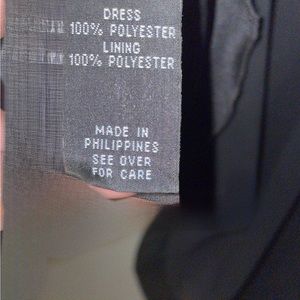 DRESS
100% POLYESTER
LINING
100% POLYESTER
MADE IN
PHILIPPINES
SEE OVER
FOR CARE